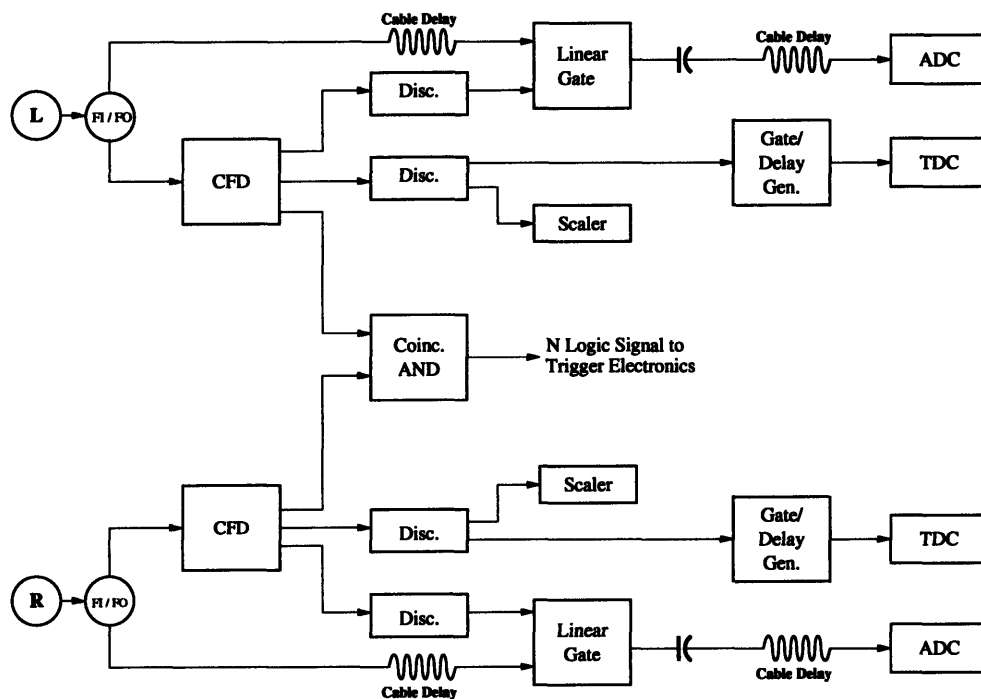 Cable Delay
Linear
Gate
Cable Delay
ADC
Disc.
L
FI / FO
CFD
Disc.
Gate/
Delay
Gen.
TDC
Scaler
Coinc.
AND
N Logic Signal to
Trigger Electronics
Scaler
CFD
Disc.
Gate/
Delay
Gen.
TDC
R
FI / FO
Disc.
Linear
Gate
Cable Delay
Cable Delay
ADC